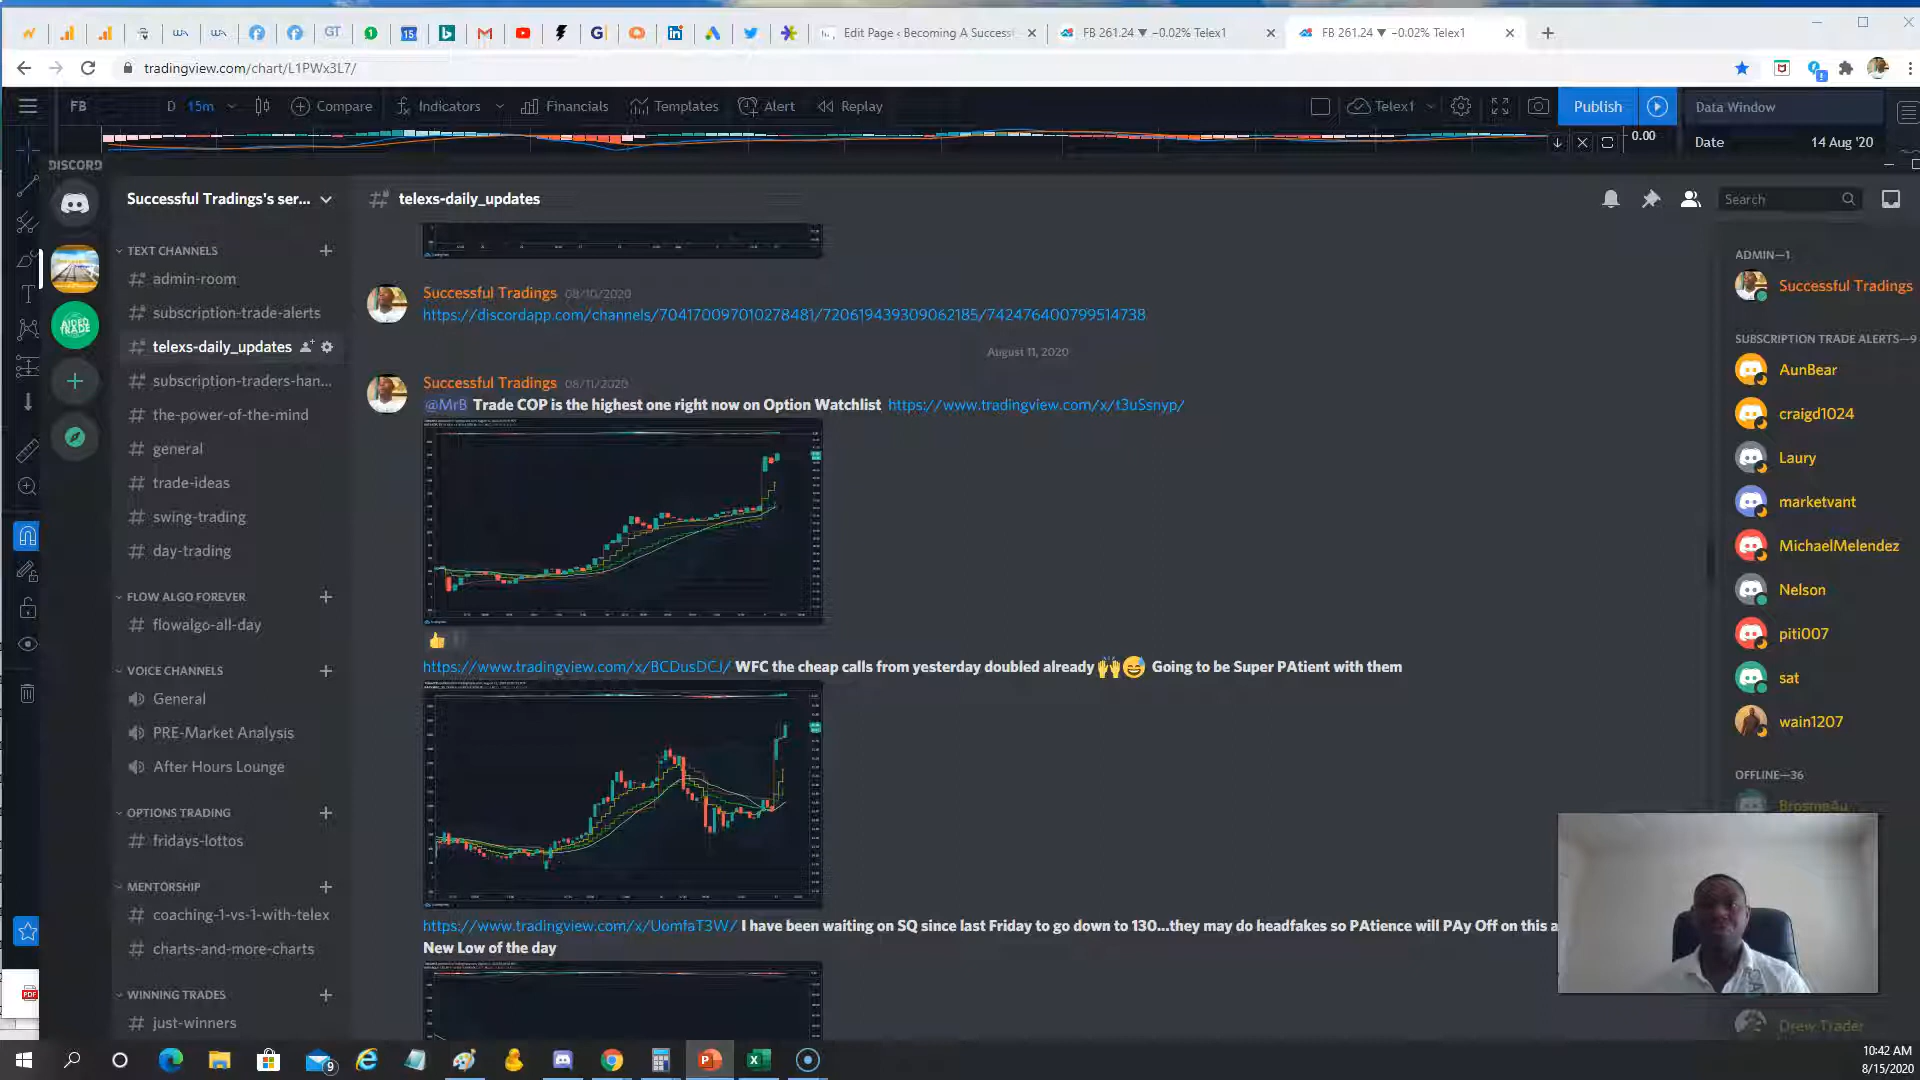 Edit Page ‹ Becoming A Success
FB 261.24 ▼ −0.02% Telex1
FB 261.24 ▼ −0.02% Telex1
tradingview.com/chart/L1PWx3L7/
FB D 15m Compare Indicators Financials Templates Alert Replay Telex1 Publish Data Window
0.00
Date 14 Aug '20
DISCORD
Successful Tradings's ser...
telexs-daily_updates
Search
TEXT CHANNELS
admin-room
subscription-trade-alerts
telexs-daily_updates
subscription-traders-han...
the-power-of-the-mind
general
trade-ideas
swing-trading
day-trading
FLOW ALGO FOREVER
flowalgo-all-day
VOICE CHANNELS
General
PRE-Market Analysis
After Hours Lounge
OPTIONS TRADING
fridays-lottos
MENTORSHIP
coaching-1-vs-1-with-telex
charts-and-more-charts
WINNING TRADES
just-winners
Successful Tradings 08/10/2020
https://discordapp.com/channels/704170097010278481/720619439309062185/742476400799514738
August 11, 2020
Successful Tradings 08/11/2020
@MrB Trade COP is the highest one right now on Option Watchlist https://www.tradingview.com/x/t3uSsnyp/
https://www.tradingview.com/x/BCDusDCJ/ WFC the cheap calls from yesterday doubled already 🙌😅 Going to be Super PAtient with them
https://www.tradingview.com/x/UomfaT3W/ I have been waiting on SQ since last Friday to go down to 130...they may do headfakes so PAtience will PAy Off on this a
New Low of the day
ADMIN—1
Successful Tradings
SUBSCRIPTION TRADE ALERTS—9
AunBear
craigd1024
Laury
marketvant
MichaelMelendez
Nelson
piti007
sat
wain1207
OFFLINE—36
Brosme4u
Drew Trader
10:42 AM
8/15/2020